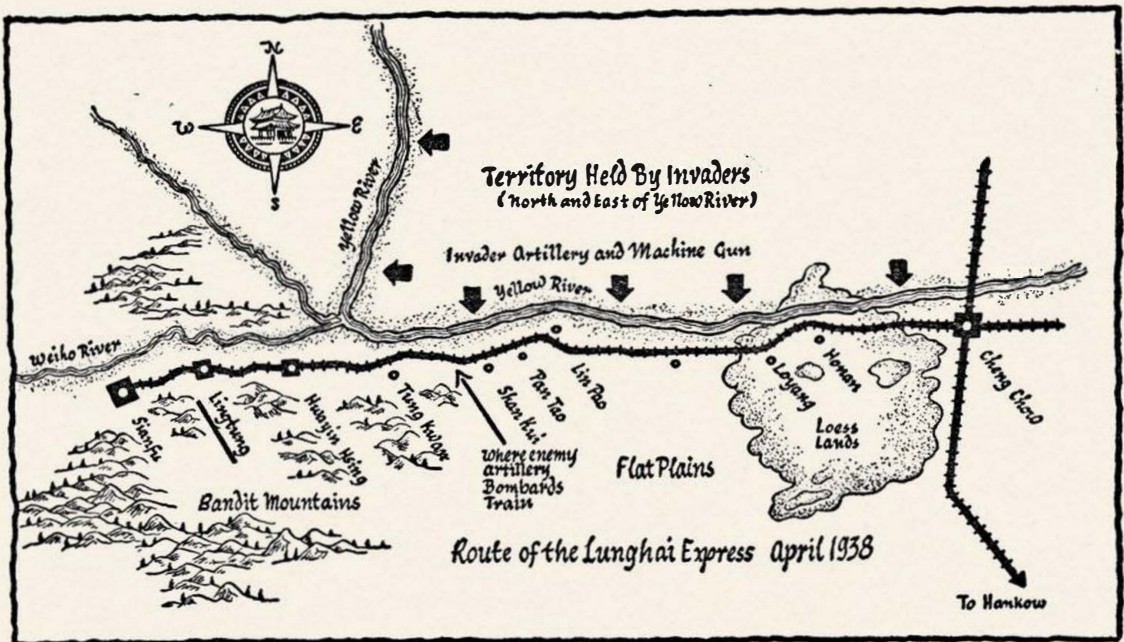 N
W
E
S
Yellow River
Territory Held By Invaders
(North and East of Yellow River)
Invader Artillery and Machine Gun
Yellow River
Weiho River
Sianfu
Lingtung
Hwayin Hsing
Tung Kwan
Shan Kui
Pan Tao
Lin Pao
Loyang
Honan
Cheng Chow
Loess
Lands
where enemy
artillery
Bombards
Train
Flat Plains
Bandit Mountains
Route of the Lunghai Express April 1938
To Hankow